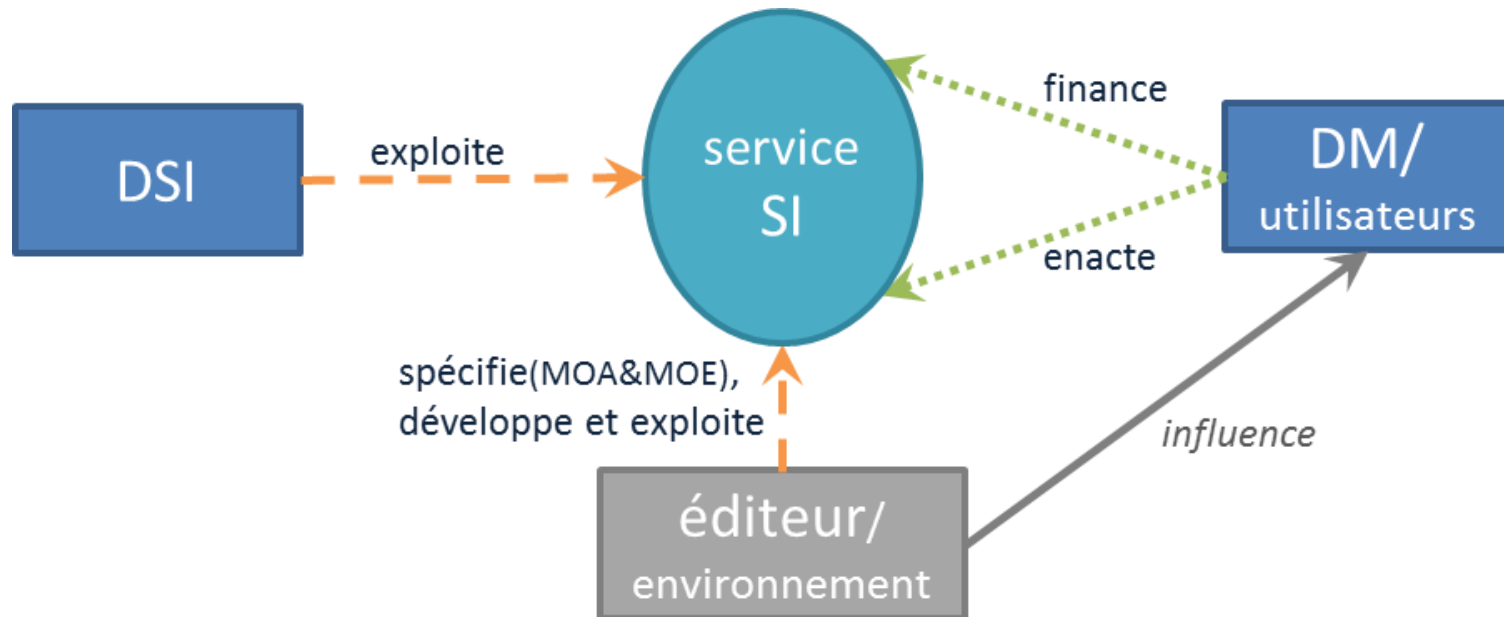 DSI
exploite
service
SI
finance
enacte
DM/
utilisateurs
spécifie(MOA&MOE),
développe et exploite
influence
éditeur/
environnement